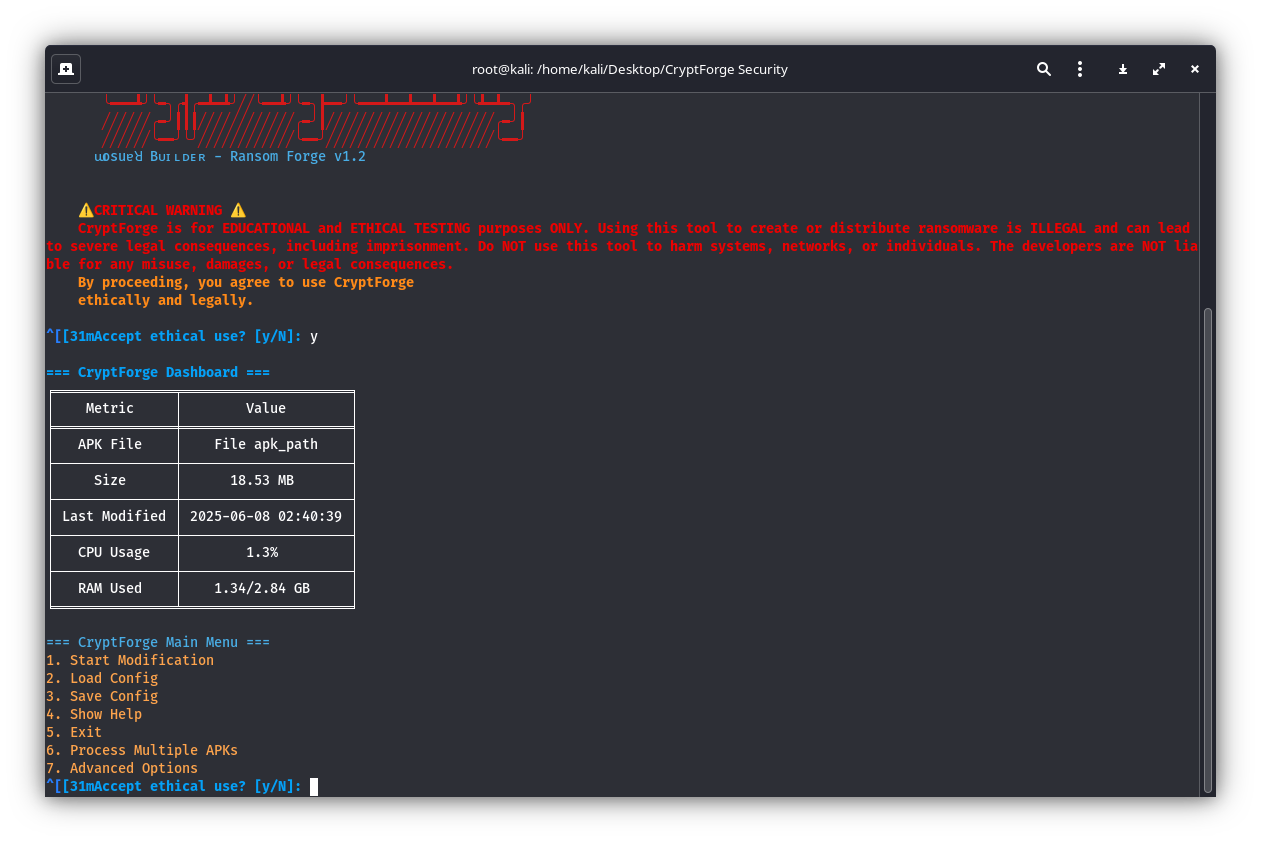 root@kali: /home/kali/Desktop/CryptForge Security
ɯosuɐᴚ Bᴜɪʟᴅᴇʀ - Ransom Forge v1.2
⚠️CRITICAL WARNING ⚠️
CryptForge is for EDUCATIONAL and ETHICAL TESTING purposes ONLY. Using this tool to create or distribute ransomware is ILLEGAL and can lead
to severe legal consequences, including imprisonment. Do NOT use this tool to harm systems, networks, or individuals. The developers are NOT lia
ble for any misuse, damages, or legal consequences.
By proceeding, you agree to use CryptForge
ethically and legally.
^[[31mAccept ethical use? [y/N]: y
=== CryptForge Dashboard ===
Metric Value
APK File File apk_path
Size 18.53 MB
Last Modified 2025-06-08 02:40:39
CPU Usage 1.3%
RAM Used 1.34/2.84 GB
=== CryptForge Main Menu ===
1. Start Modification
2. Load Config
3. Save Config
4. Show Help
5. Exit
6. Process Multiple APKs
7. Advanced Options
^[[31mAccept ethical use? [y/N]: